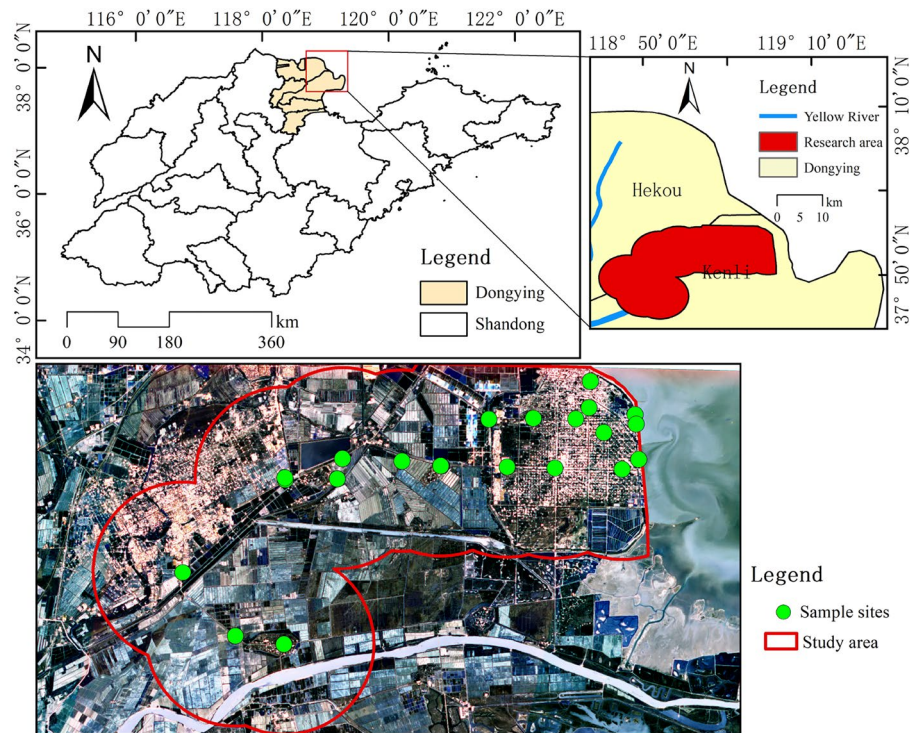 116° 0′ 0″E 118° 0′ 0″E 120° 0′ 0″E 122° 0′ 0″E
38° 0′ 0″N
36° 0′ 0″N
34° 0′ 0″N
N
Legend
Dongying
Shandong
km
0 90 180 360
118° 50′ 0″E 119° 10′ 0″E
38° 10′ 0″N
37° 50′ 0″N
N
Legend
Yellow River
Research area
Dongying
0 5 10
km
Hekou
Kenli
Legend
Sample sites
Study area